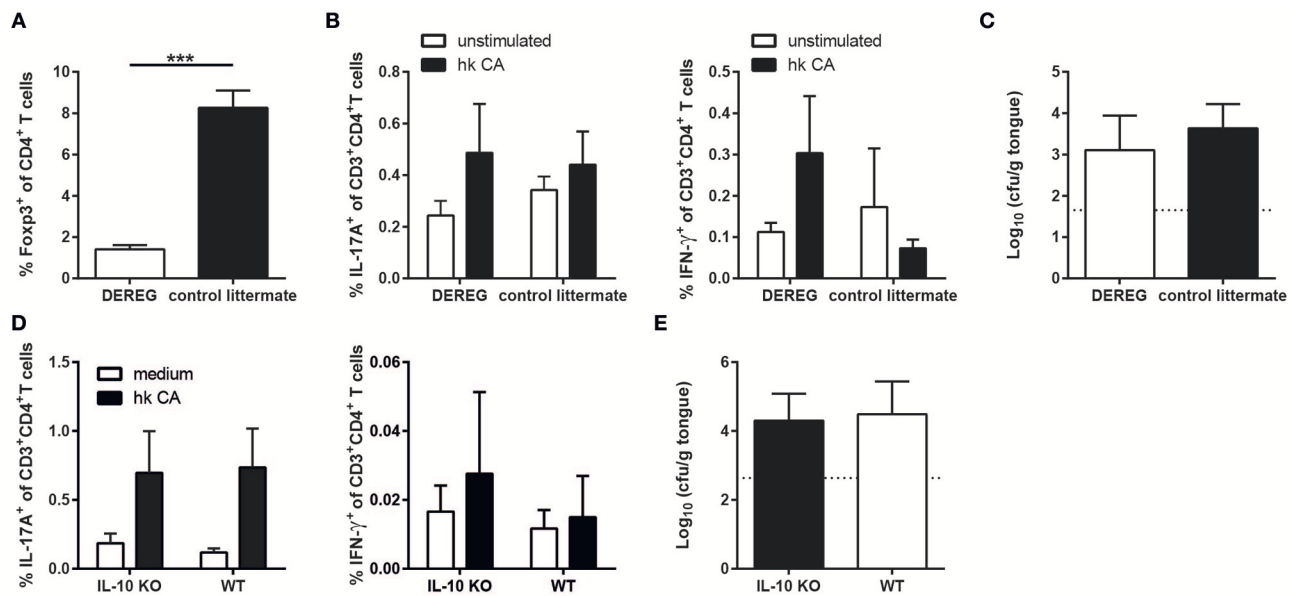 A
% Foxp3⁺ of CD4⁺ T cells
10
8
6
4
2
0
***
DEREG control littermate
B
unstimulated
hk CA
% IL-17A⁺ of CD3⁺CD4⁺T cells
0.8
0.6
0.4
0.2
0.0
DEREG control littermate
unstimulated
hk CA
% IFN-γ⁺ of CD3⁺CD4⁺ T cells
0.5
0.4
0.3
0.2
0.1
0.0
DEREG control littermate
C
Log₁₀ (cfu/g tongue)
5
4
3
2
1
0
DEREG control littermate
D
% IL-17A⁺ of CD3⁺CD4⁺T cells
1.5
1.0
0.5
0.0
medium
hk CA
IL-10 KO WT
% IFN-γ⁺ of CD3⁺CD4⁺ T cells
0.06
0.04
0.02
0.00
IL-10 KO WT
E
Log₁₀ (cfu/g tongue)
6
4
2
0
IL-10 KO WT